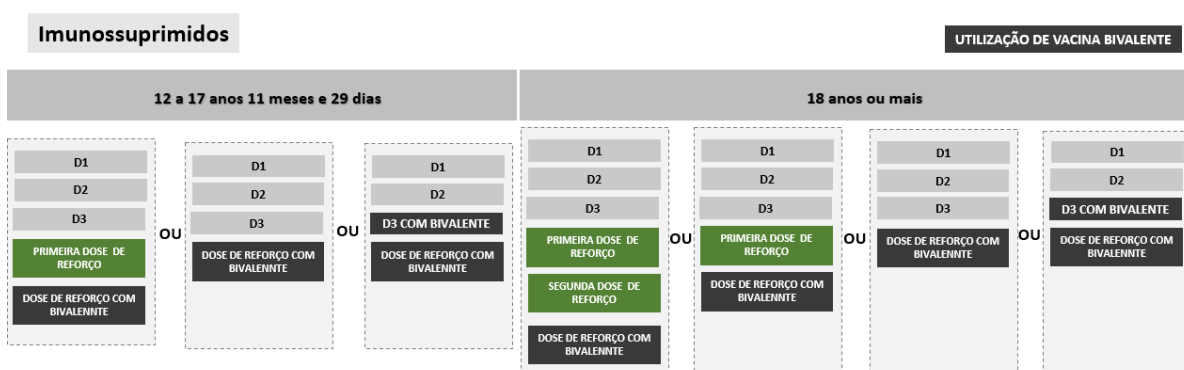 Imunossuprimidos
UTILIZAÇÃO DE VACINA BIVALENTE
12 a 17 anos 11 meses e 29 dias
18 anos ou mais
D1
D2
D3
PRIMEIRA DOSE DE
REFORÇO
DOSE DE REFORÇO COM
BIVALENNTE
OU
D1
D2
D3
DOSE DE REFORÇO COM
BIVALENNTE
OU
D1
D2
D3 COM BIVALENTE
DOSE DE REFORÇO COM
BIVALENNTE
D1
D2
D3
PRIMEIRA DOSE DE
REFORÇO
SEGUNDA DOSE DE
REFORÇO
DOSE DE REFORÇO COM
BIVALENNTE
OU
D1
D2
D3
PRIMEIRA DOSE DE
REFORÇO
DOSE DE REFORÇO COM
BIVALENNTE
OU
D1
D2
D3
DOSE DE REFORÇO COM
BIVALENNTE
OU
D1
D2
D3 COM BIVALENTE
DOSE DE REFORÇO COM
BIVALENNTE